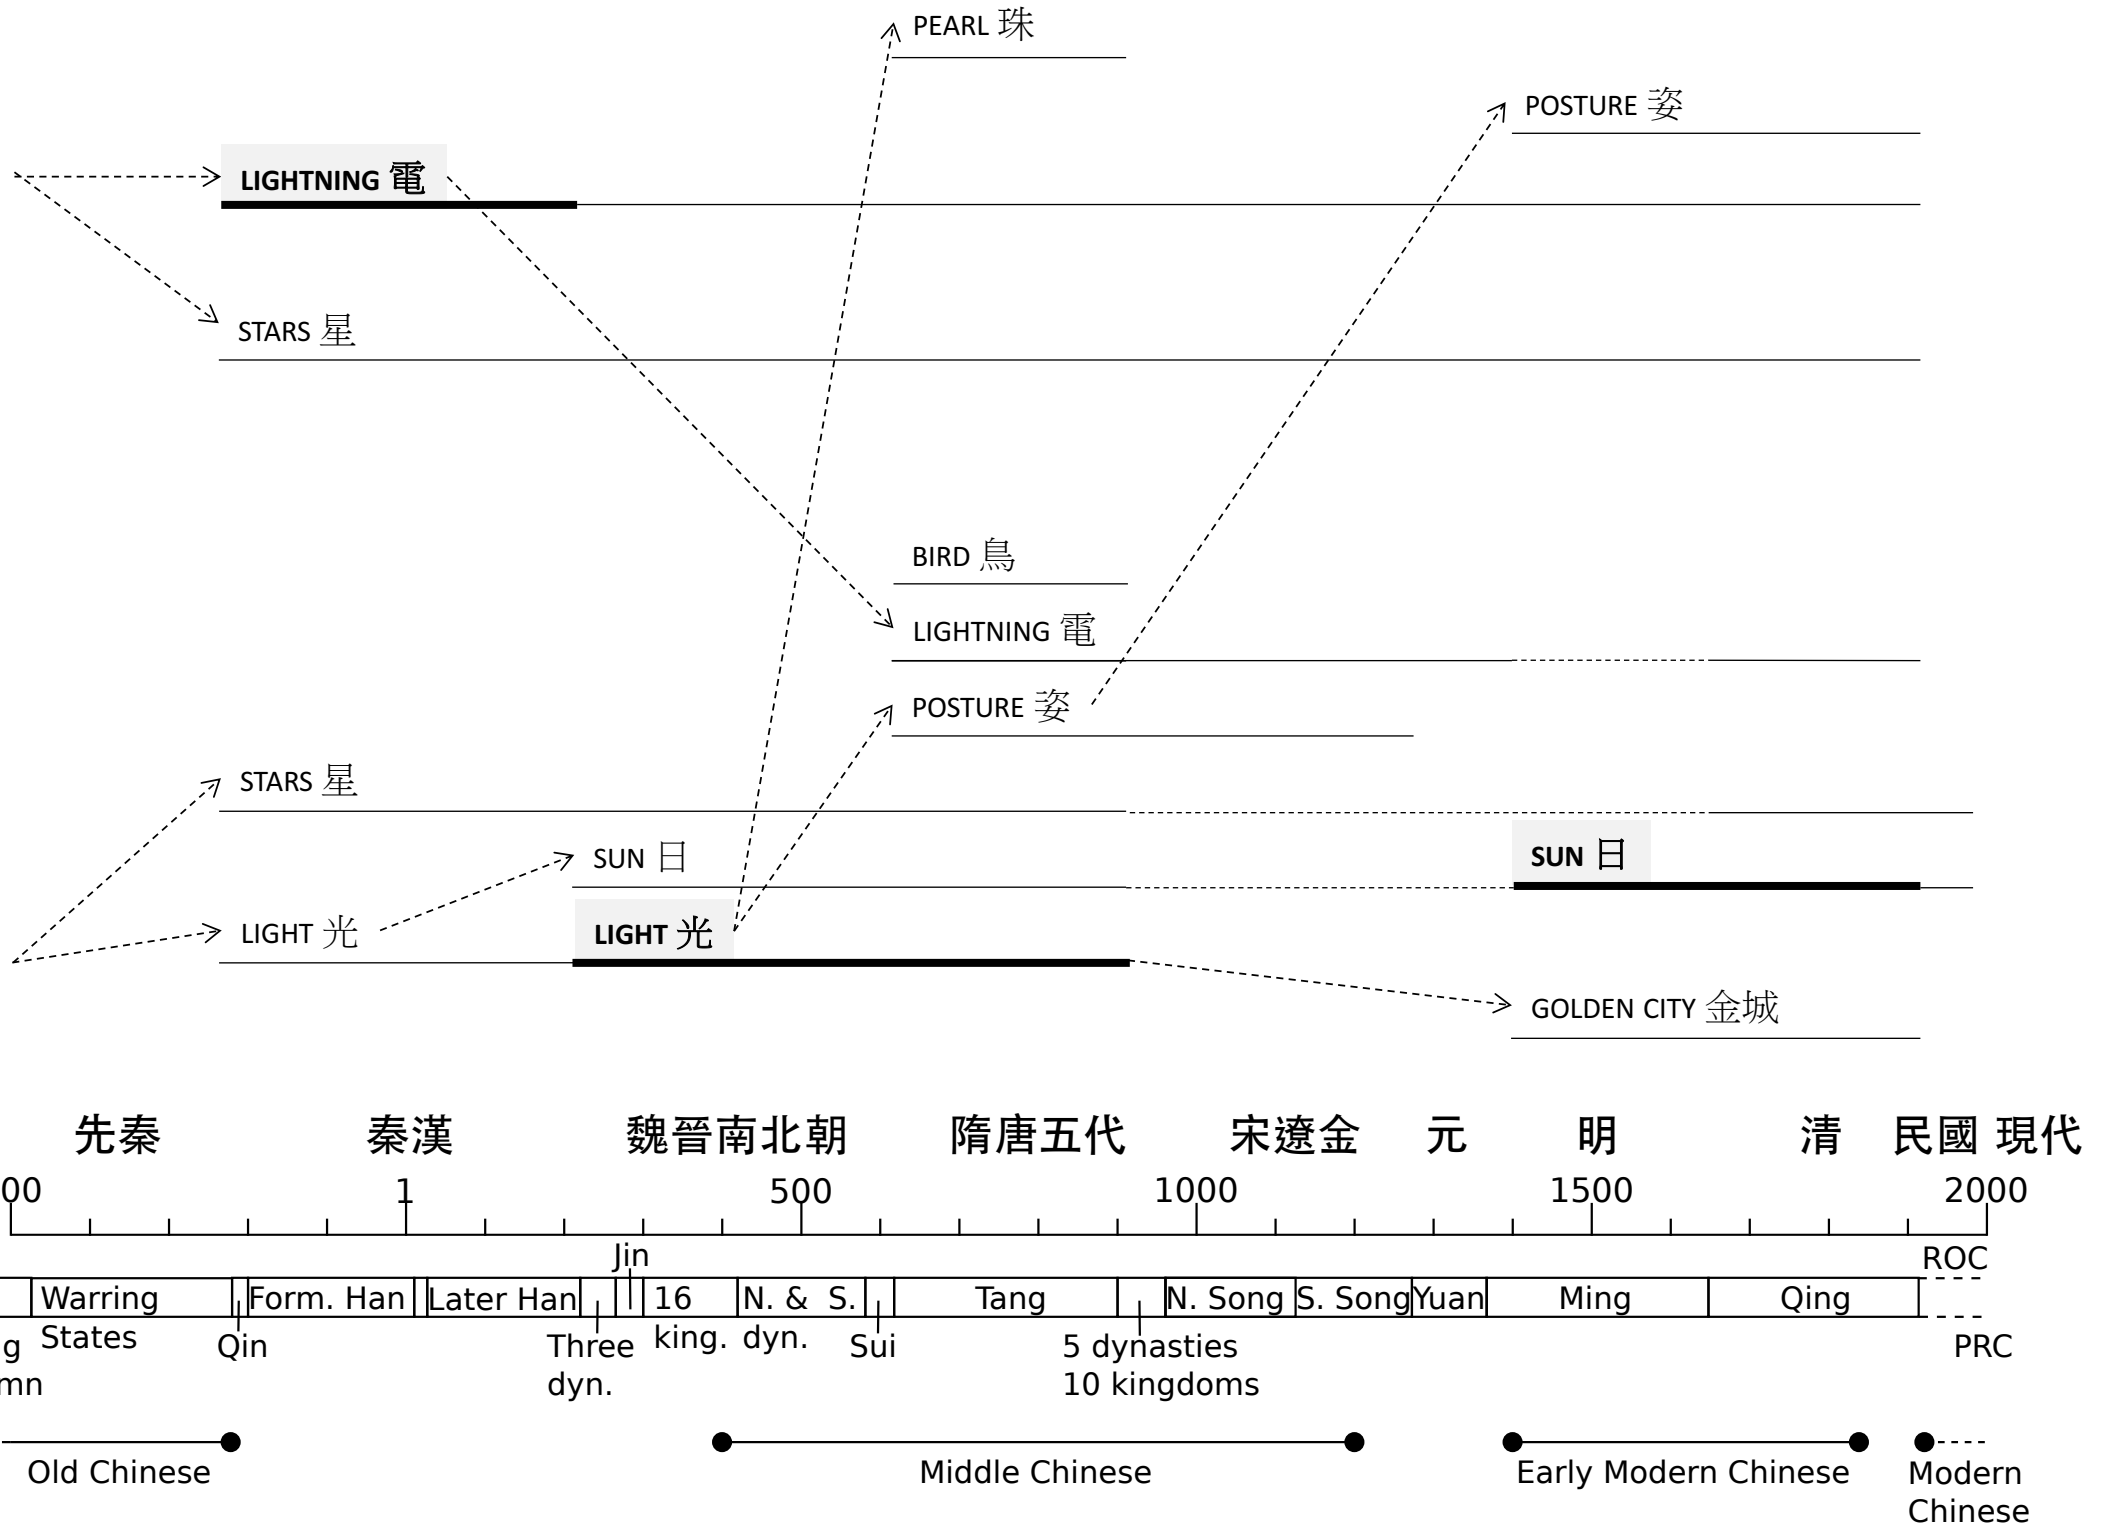 PEARL 珠
POSTURE 姿
LIGHTNING 電
STARS 星
BIRD 鳥
LIGHTNING 電
POSTURE 姿
STARS 星
SUN 日
SUN 日
LIGHT 光
LIGHT 光
GOLDEN CITY 金城
先秦 秦漢 魏晉南北朝 隋唐五代 宋遼金 元 明 清 民國 現代
00 1 500 1000 1500 2000
Jin ROC
Warring Form. Han Later Han 16 N. & S. Tang N. Song S. Song Yuan Ming Qing
States king. dyn.
g Qin Three Sui 5 dynasties PRC
mn dyn. 10 kingdoms
Old Chinese Middle Chinese Early Modern Chinese Modern
Chinese